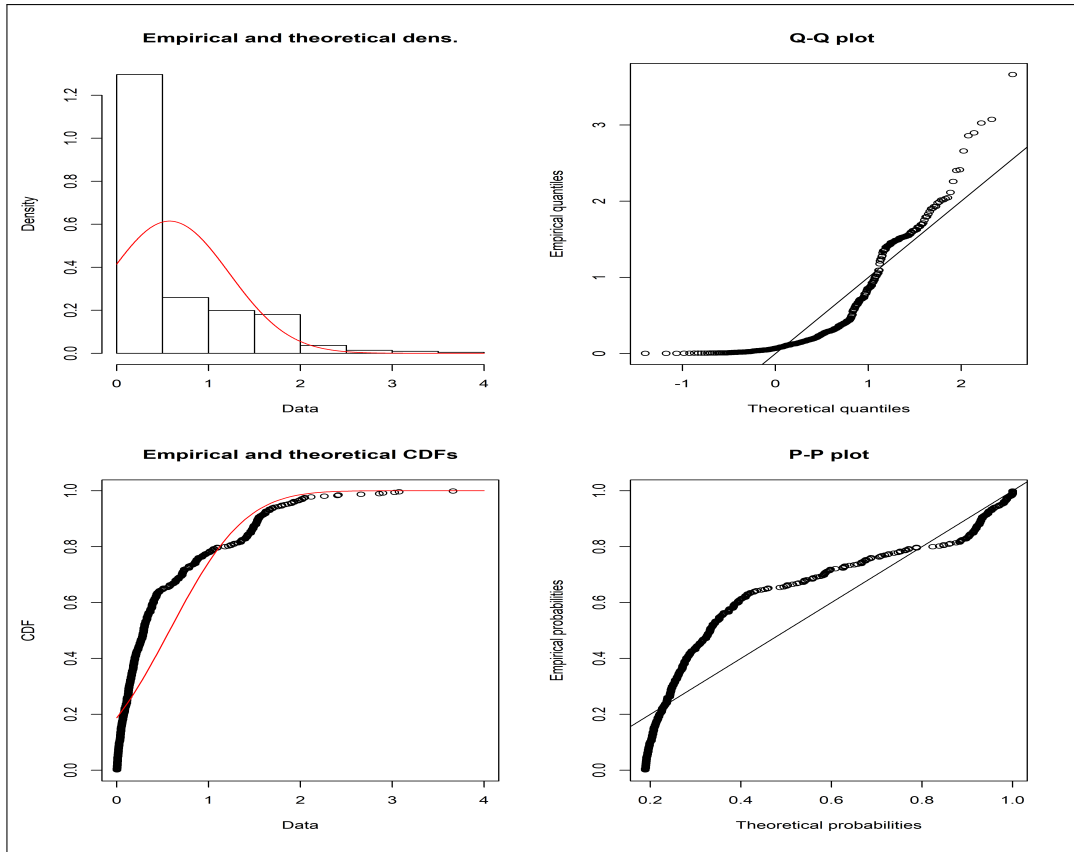 Empirical and theoretical dens.
Density
0.0 0.2 0.4 0.6 0.8 1.0 1.2
0 1 2 3 4
Data
Q-Q plot
Empirical quantiles
0 1 2 3
-1 0 1 2
Theoretical quantiles
Empirical and theoretical CDFs
CDF
0.0 0.2 0.4 0.6 0.8 1.0
0 1 2 3 4
Data
P-P plot
Empirical probabilities
0.0 0.2 0.4 0.6 0.8 1.0
0.2 0.4 0.6 0.8 1.0
Theoretical probabilities